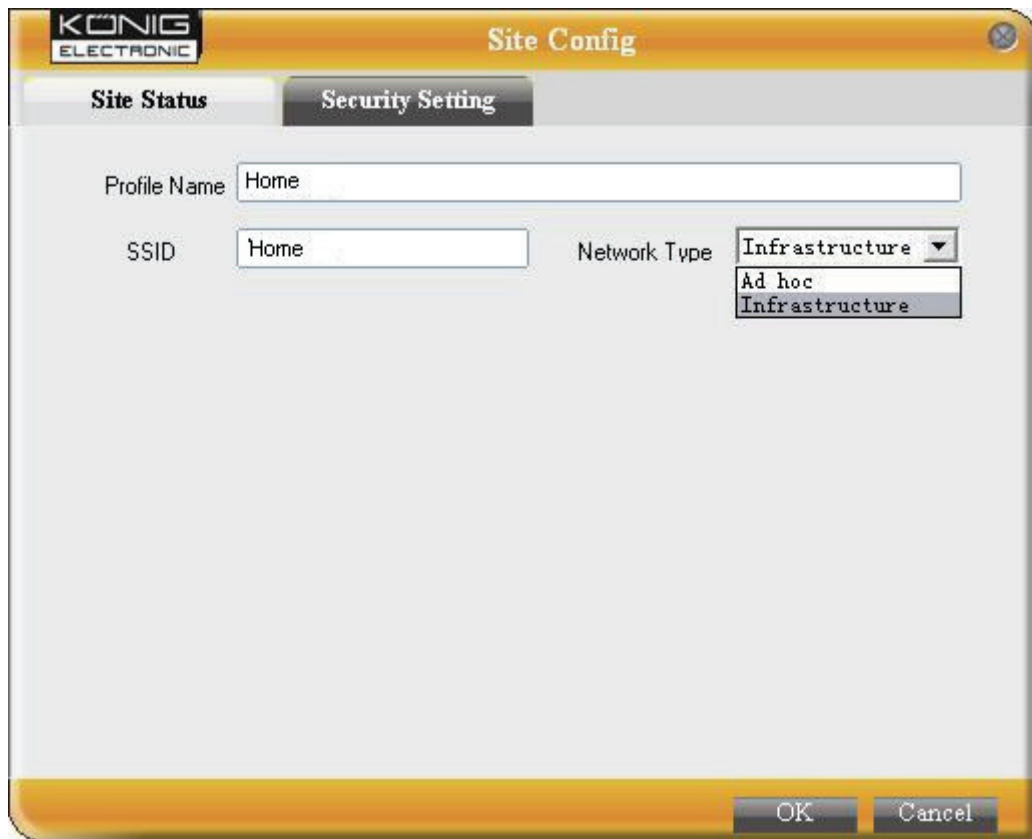 KÖNIG
ELECTRONIC
Site Config
Site Status Security Setting
Profile Name Home
SSID Home Network Type Infrastructure
Ad hoc
Infrastructure
OK Cancel